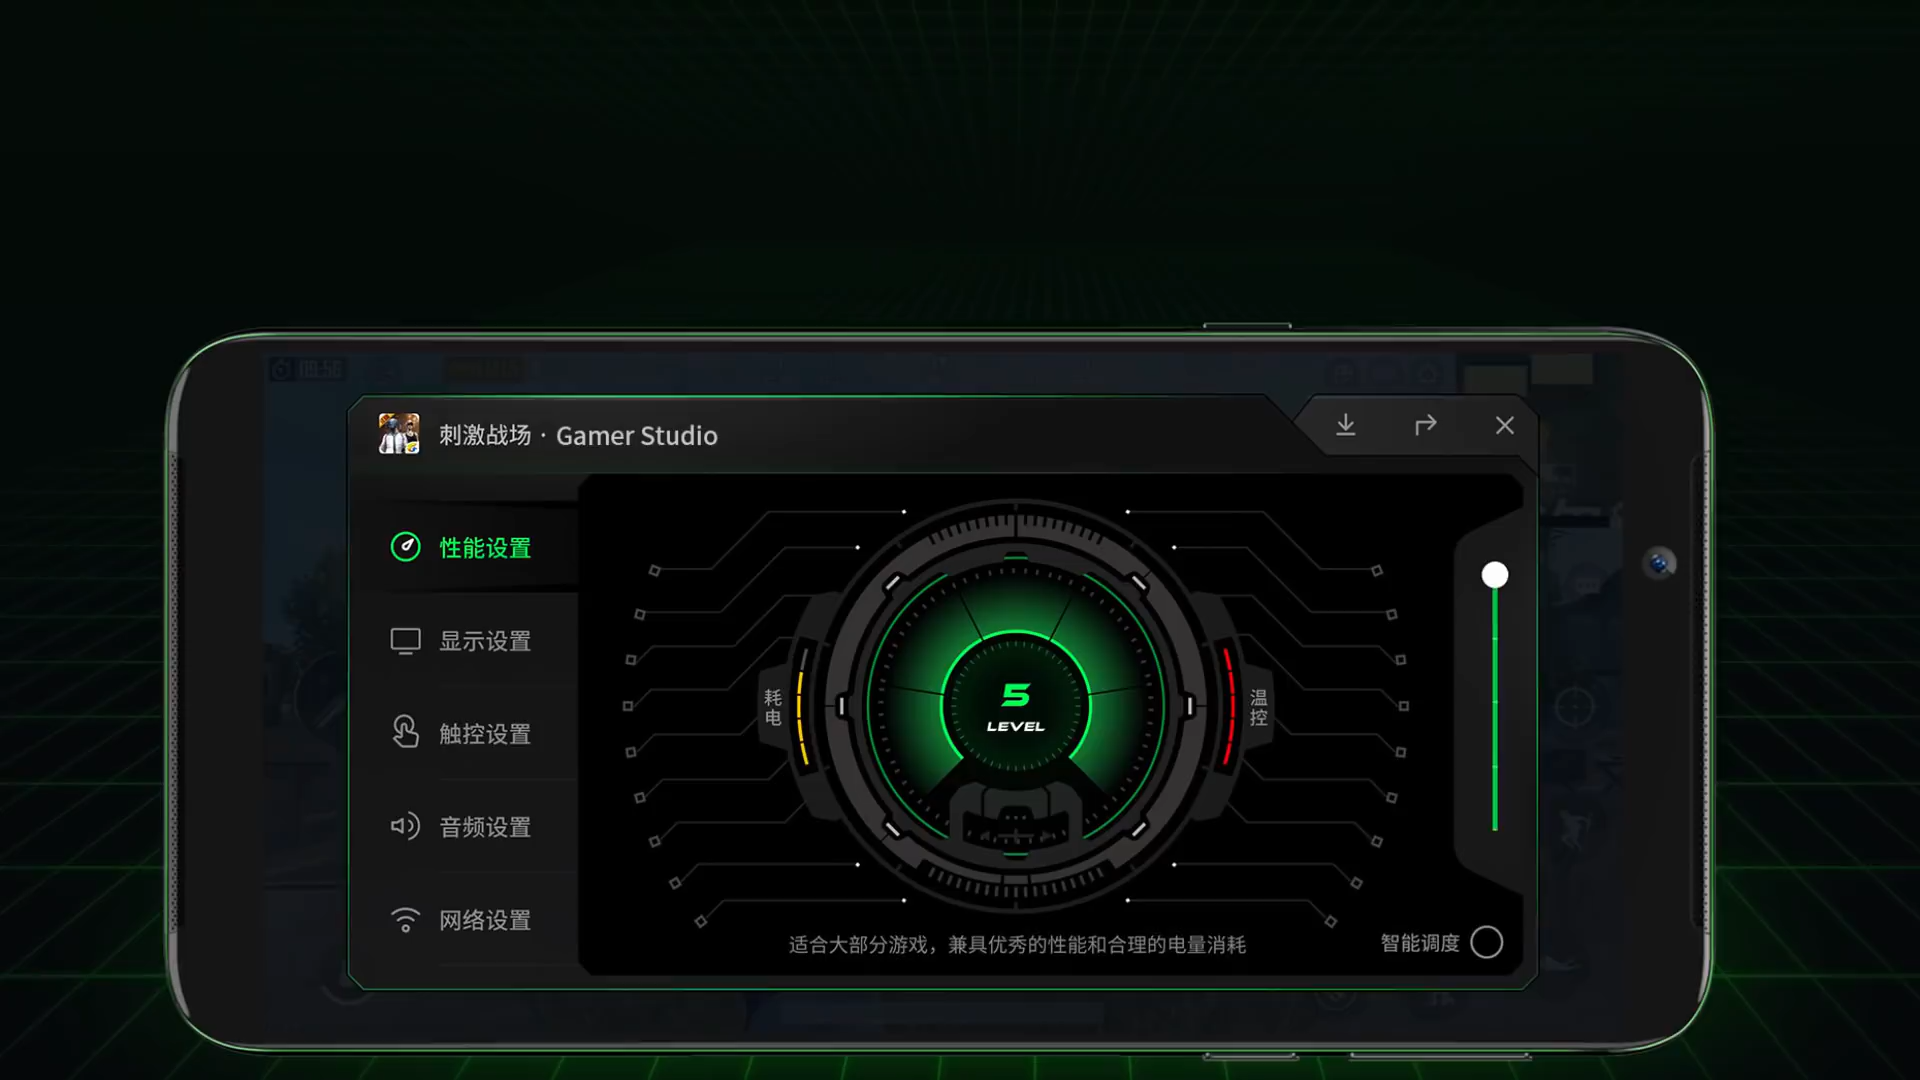 刺激战场 · Gamer Studio
性能设置
显示设置
触控设置
音频设置
网络设置
耗电
5
LEVEL
温控
适合大部分游戏，兼具优秀的性能和合理的电量消耗
智能调度